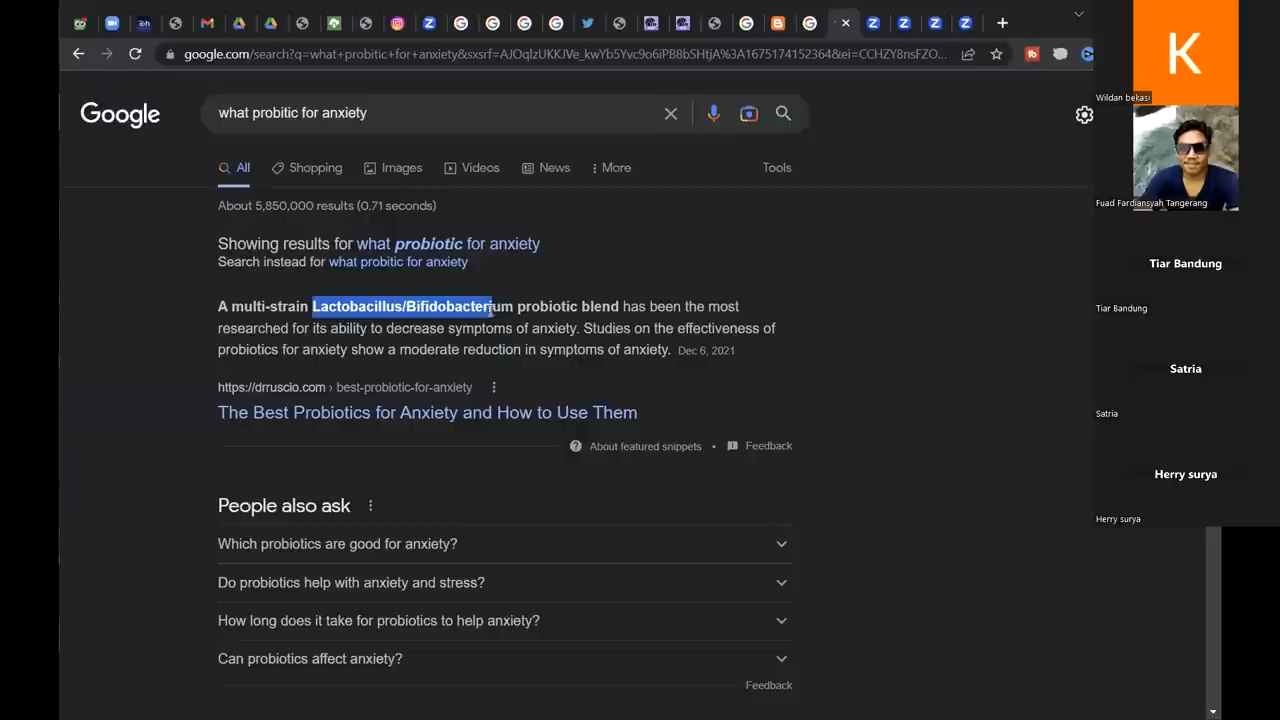 google.com/search?q=what+probitic+for+anxiety&sxsrf=AJOqlzUKKJVe_kwYb5Yvc9o6iPB8bSHtjA%3A1675174152364&ei=CCHZY8nsFZO...
Google
what probitic for anxiety
All
Shopping
Images
Videos
News
More
Tools
About 5,850,000 results (0.71 seconds)
Showing results for what probiotic for anxiety
Search instead for what probitic for anxiety
A multi-strain Lactobacillus/Bifidobacterium probiotic blend has been the most
researched for its ability to decrease symptoms of anxiety. Studies on the effectiveness of
probiotics for anxiety show a moderate reduction in symptoms of anxiety. Dec 6, 2021
https://drruscio.com › best-probiotic-for-anxiety
The Best Probiotics for Anxiety and How to Use Them
About featured snippets • Feedback
People also ask
Which probiotics are good for anxiety?
Do probiotics help with anxiety and stress?
How long does it take for probiotics to help anxiety?
Can probiotics affect anxiety?
Feedback
K
Wildan bekasi
Fuad Fardiansyah Tangerang
Tiar Bandung
Tiar Bandung
Satria
Satria
Herry surya
Herry surya